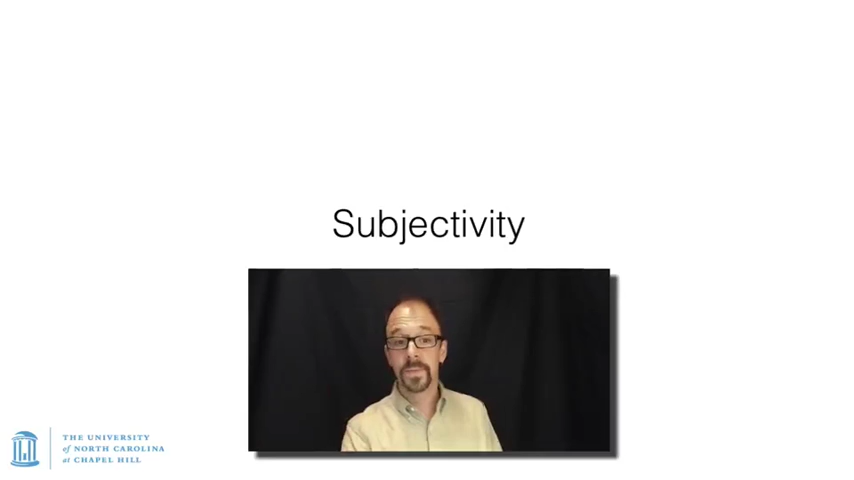 Subjectivity
THE UNIVERSITY
of NORTH CAROLINA
at CHAPEL HILL